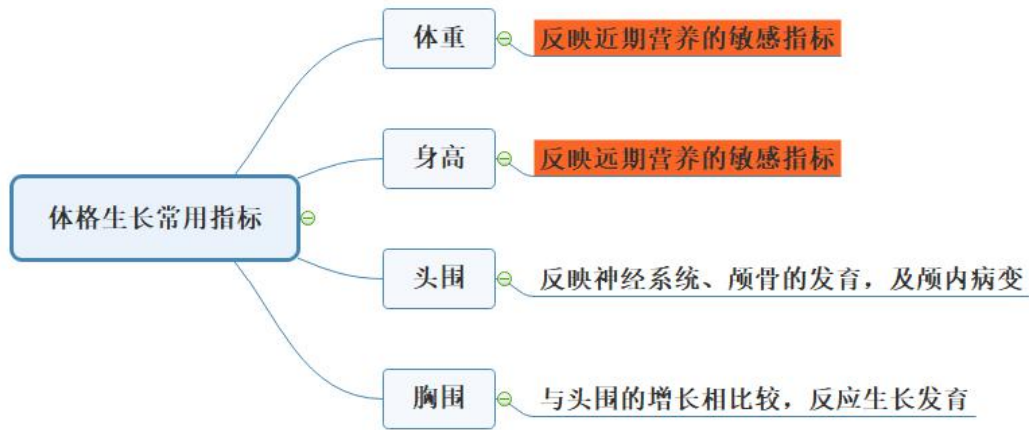 体重
反映近期营养的敏感指标
身高
反映远期营养的敏感指标
体格生长常用指标
头围
反映神经系统、颅骨的发育，及颅内病变
胸围
与头围的增长相比较，反应生长发育